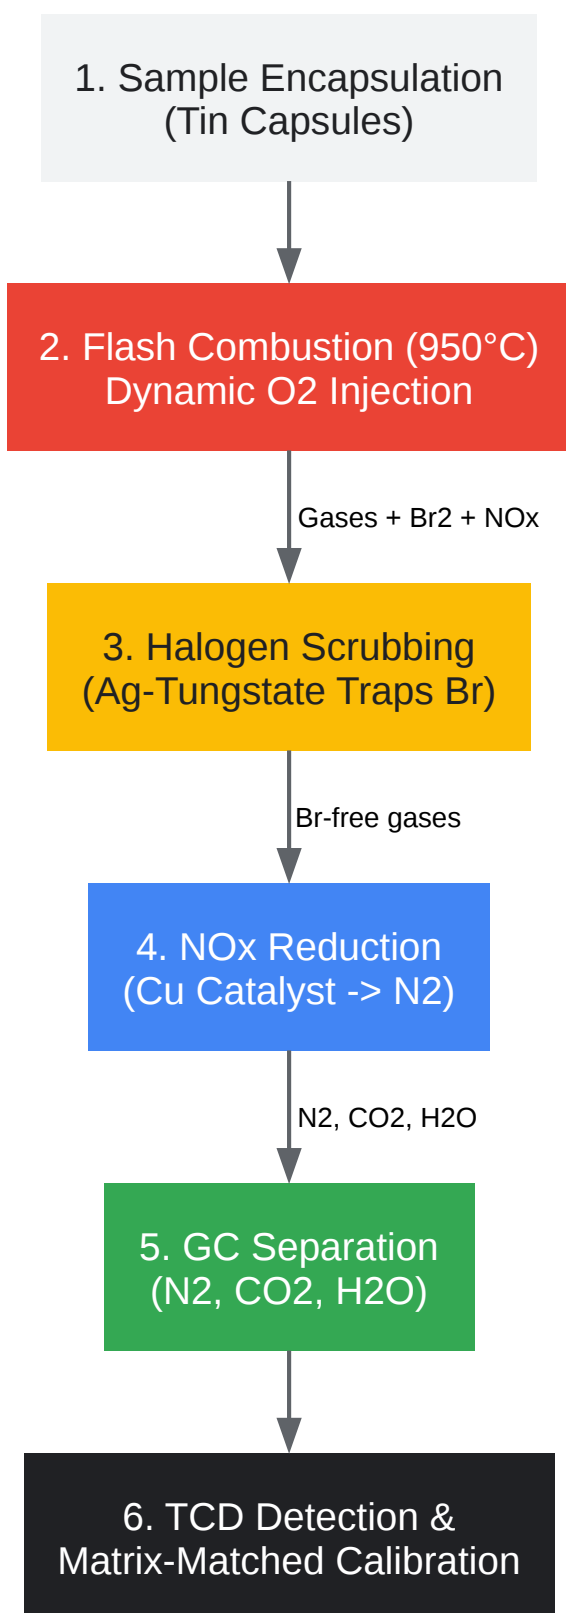 1. Sample Encapsulation
(Tin Capsules)
2. Flash Combustion (950°C)
Dynamic O2 Injection
Gases + Br2 + NOx
3. Halogen Scrubbing
(Ag-Tungstate Traps Br)
Br-free gases
4. NOx Reduction
(Cu Catalyst -> N2)
N2, CO2, H2O
5. GC Separation
(N2, CO2, H2O)
6. TCD Detection &
Matrix-Matched Calibration